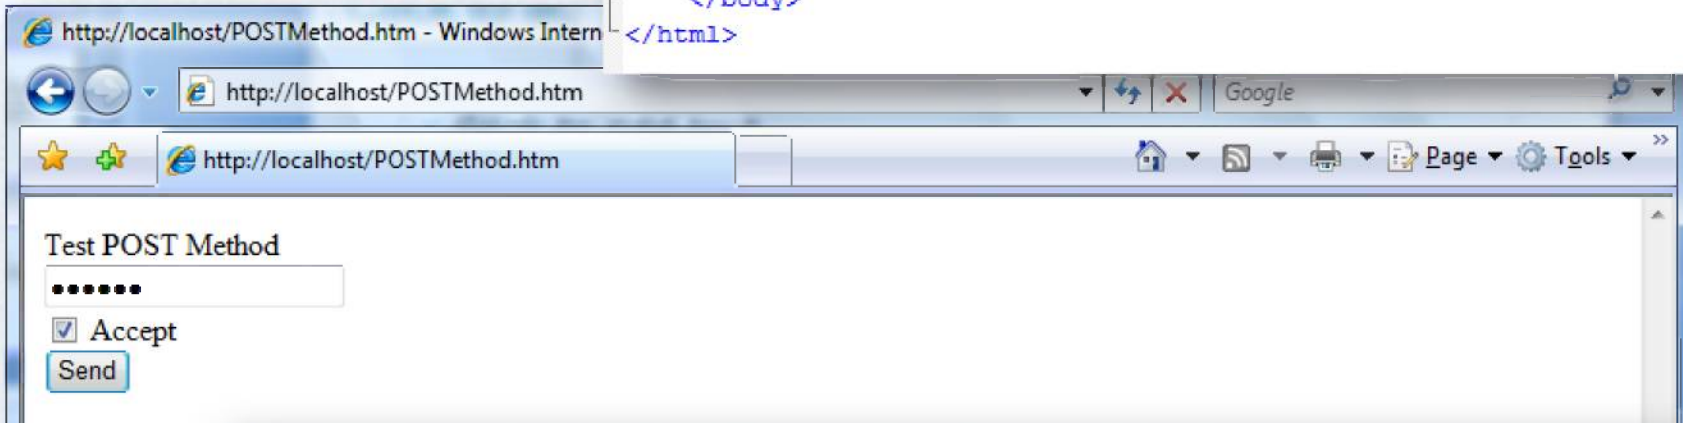 </body>
http://localhost/POSTMethod.htm - Windows Intern
</html>
http://localhost/POSTMethod.htm
Google
http://localhost/POSTMethod.htm
Page
Tools
»
Test POST Method
••••••
Accept
Send